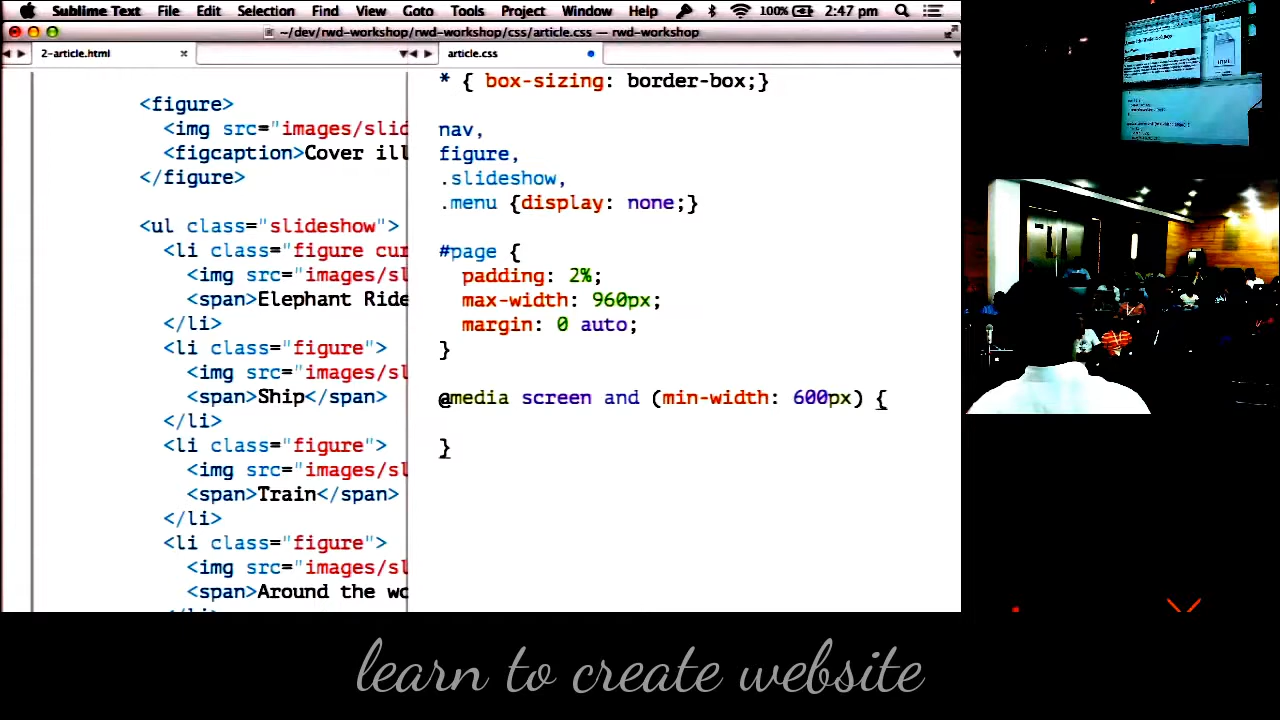 Sublime Text File Edit Selection Find View Goto Tools Project Window Help 100% 2:47 pm
~/dev/rwd-workshop/rwd-workshop/css/article.css — rwd-workshop
2-article.html
article.css
<figure>
<img src="images/slid
<figcaption>Cover ill
</figure>
<ul class="slideshow">
<li class="figure cur
<img src="images/sl
<span>Elephant Ride
</li>
<li class="figure">
<img src="images/sl
<span>Ship</span>
</li>
<li class="figure">
<img src="images/sl
<span>Train</span>
</li>
<li class="figure">
<img src="images/sl
<span>Around the wo
* { box-sizing: border-box;}
nav,
figure,
.slideshow,
.menu {display: none;}
#page {
padding: 2%;
max-width: 960px;
margin: 0 auto;
}
@media screen and (min-width: 600px) {
}
learn to create website